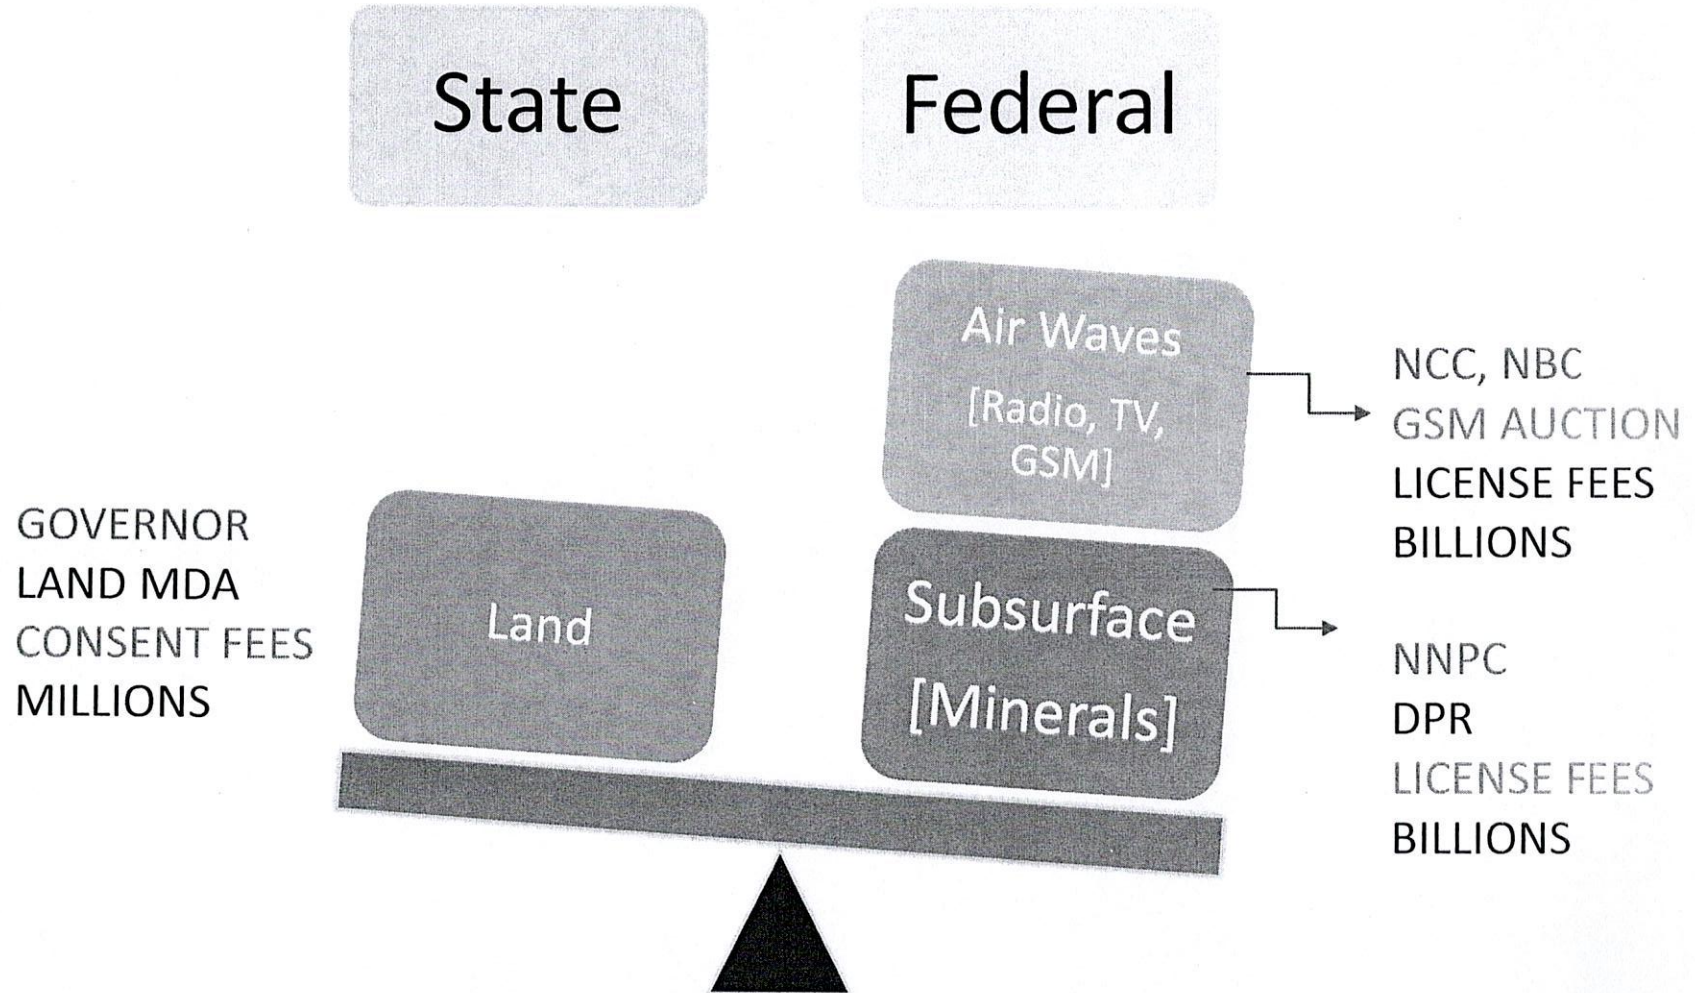 State
Federal
Air Waves
[Radio, TV,
GSM]
NCC, NBC
GSM AUCTION
LICENSE FEES
BILLIONS
GOVERNOR
LAND MDA
CONSENT FEES
MILLIONS
Land
Subsurface
[Minerals]
NNPC
DPR
LICENSE FEES
BILLIONS